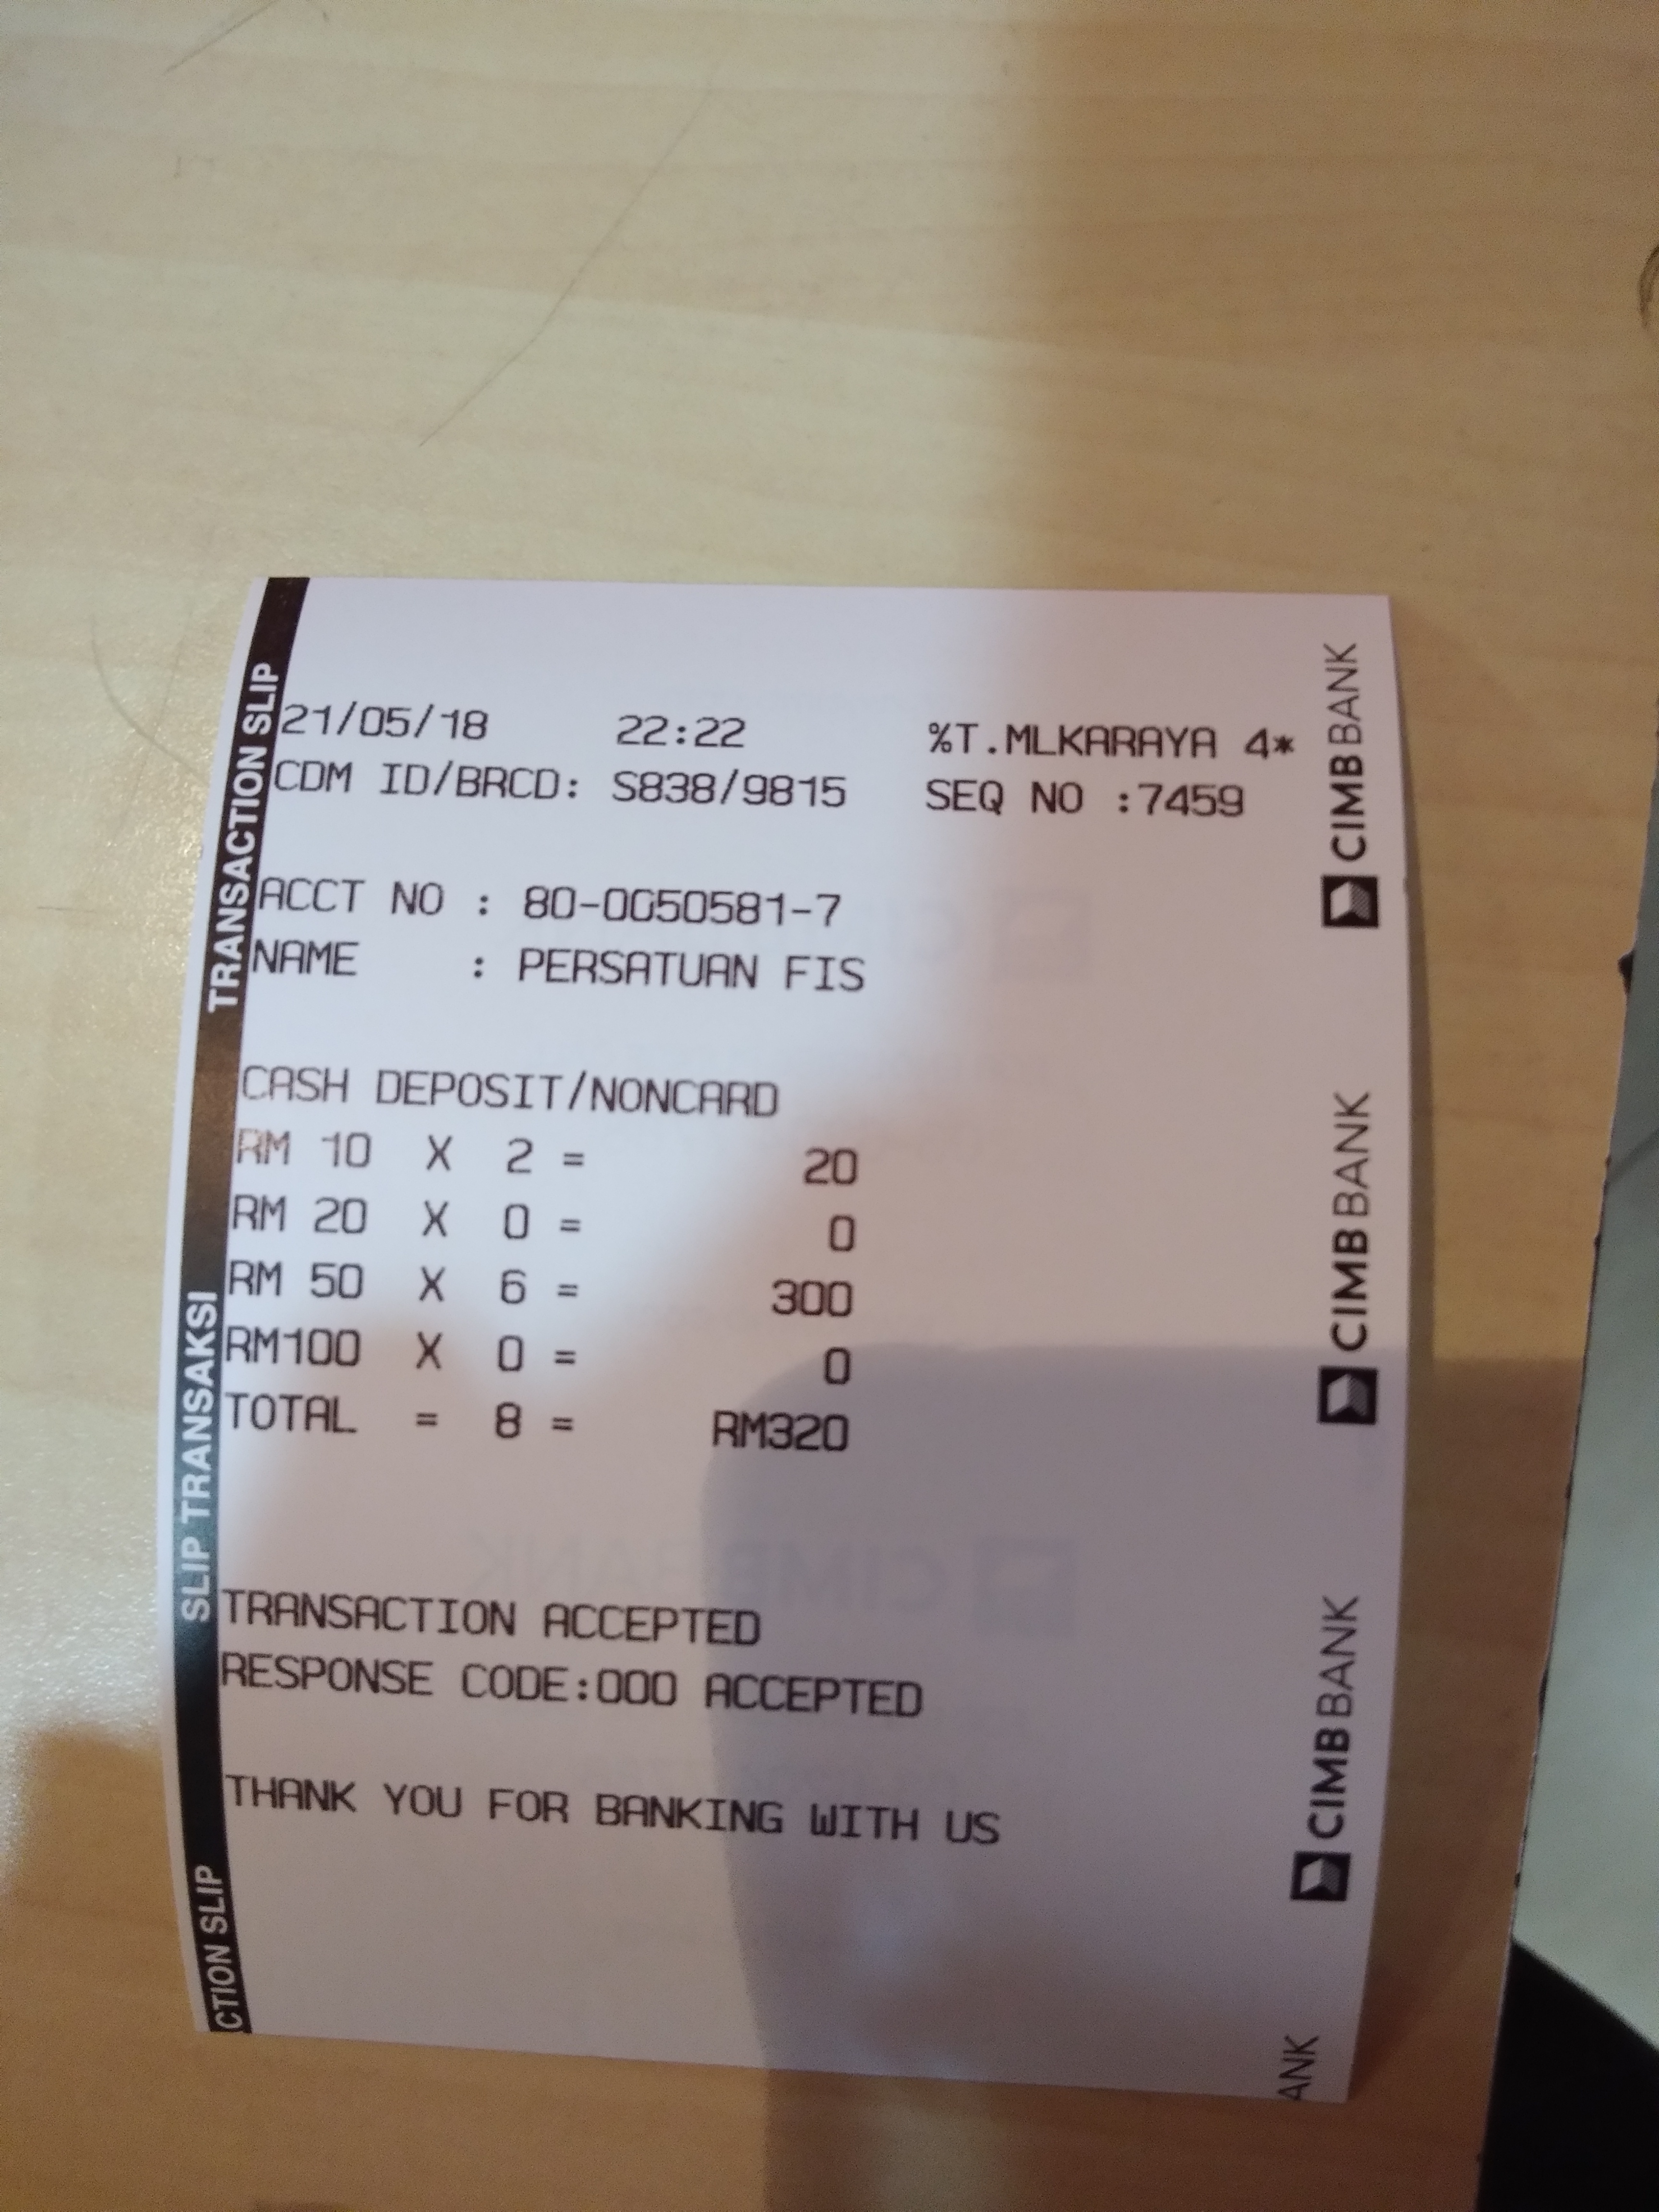 21/05/18 22:22 %T.MLKARAYA 4*
CDM ID/BRCD: S838/9815 SEQ NO :7459
ACCT NO : 80-0050581-7
NAME : PERSATUAN FIS
CASH DEPOSIT/NONCARD
RM 10 X 2 = 20
RM 20 X 0 = 0
RM 50 X 6 = 300
RM100 X 0 = 0
TOTAL = 8 = RM320
TRANSACTION ACCEPTED
RESPONSE CODE:000 ACCEPTED
THANK YOU FOR BANKING WITH US
TRANSACTION SLIP
SLIP TRANSAKSI
CTION SLIP
CIMB BANK
CIMB BANK
CIMB BANK
ANK